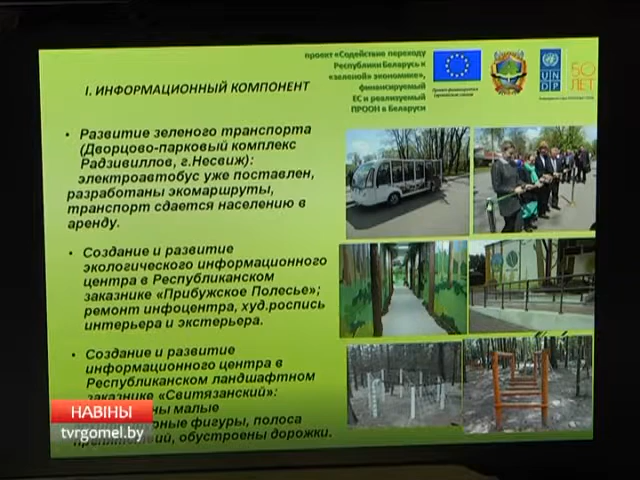 проект «Содействие переходу
Республики Беларусь к
«зеленой» экономике»,
финансируемый
ЕС и реализуемый
ПРООН в Беларуси
U N
D P
50
ЛЕТ
I. ИНФОРМАЦИОННЫЙ КОМПОНЕНТ
• Развитие зеленого транспорта
(Дворцово-парковый комплекс
Радзивиллов, г.Несвиж):
электроавтобус уже поставлен,
разработаны экомаршруты,
транспорт сдается населению в
аренду.
• Создание и развитие
экологического информационного
центра в Республиканском
заказнике «Прибужское Полесье»;
ремонт инфоцентра, худ.роспись
интерьера и экстерьера.
• Создание и развитие
информационного центра в
Республиканском ландшафтном
заказнике «Свитязанский»:
малые
фигуры, полоса
обустроены дорожки.
НАВІНЫ
tvrgomel.by